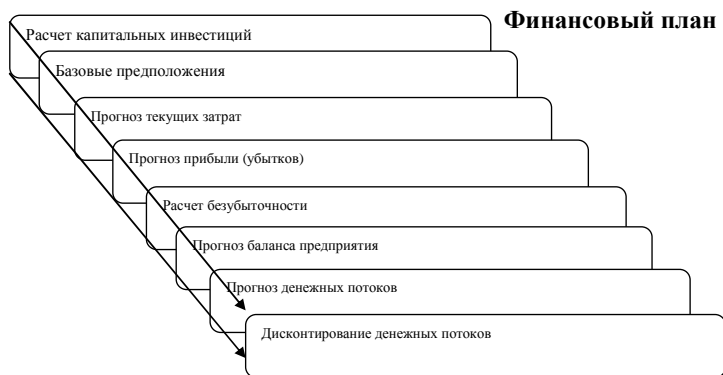 Финансовый план
Расчет капитальных инвестиций
Базовые предположения
Прогноз текущих затрат
Прогноз прибыли (убытков)
Расчет безубыточности
Прогноз баланса предприятия
Прогноз денежных потоков
Дисконтирование денежных потоков